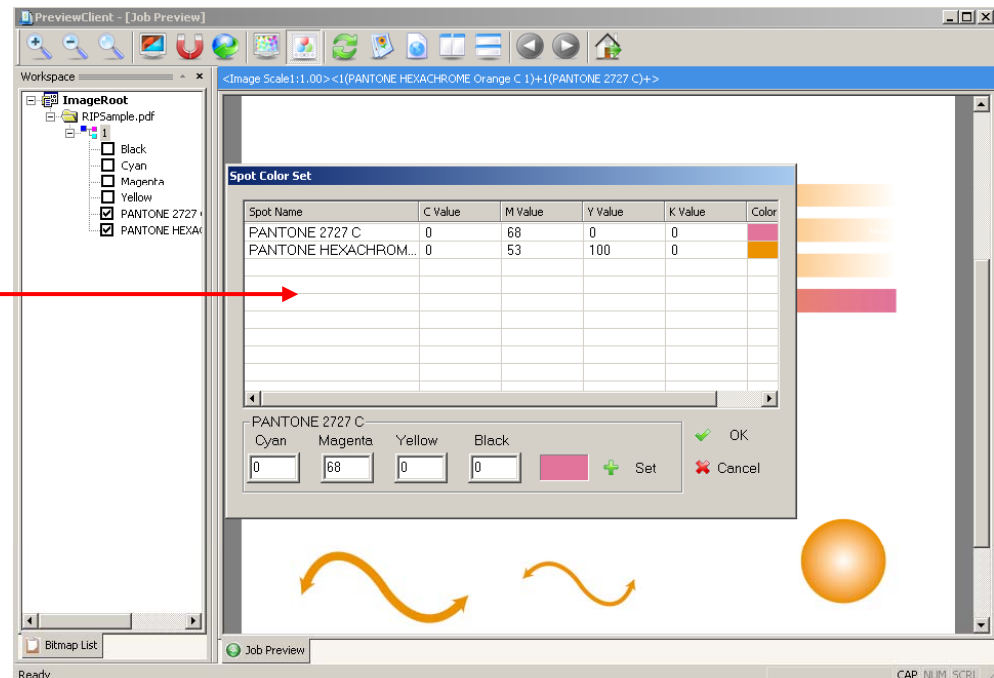 PreviewClient - [Job Preview]
Workspace
<Image Scale1:1.00><1(PANTONE HEXACHROME Orange C 1)+1(PANTONE 2727 C)+>
ImageRoot
RIPSample.pdf
1
Black
Cyan
Magenta
Yellow
PANTONE 2727
PANTONE HEXA
Spot Color Set
Spot Name C Value M Value Y Value K Value Color
PANTONE 2727 C 0 68 0 0
PANTONE HEXACHROM... 0 53 100 0
PANTONE 2727 C
Cyan Magenta Yellow Black
0 68 0 0 Set
OK
Cancel
Bitmap List
Job Preview
Ready
CAP NUM SCRL